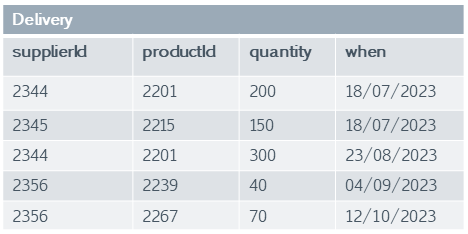 Delivery
supplierId productId quantity when
2344 2201 200 18/07/2023
2345 2215 150 18/07/2023
2344 2201 300 23/08/2023
2356 2239 40 04/09/2023
2356 2267 70 12/10/2023